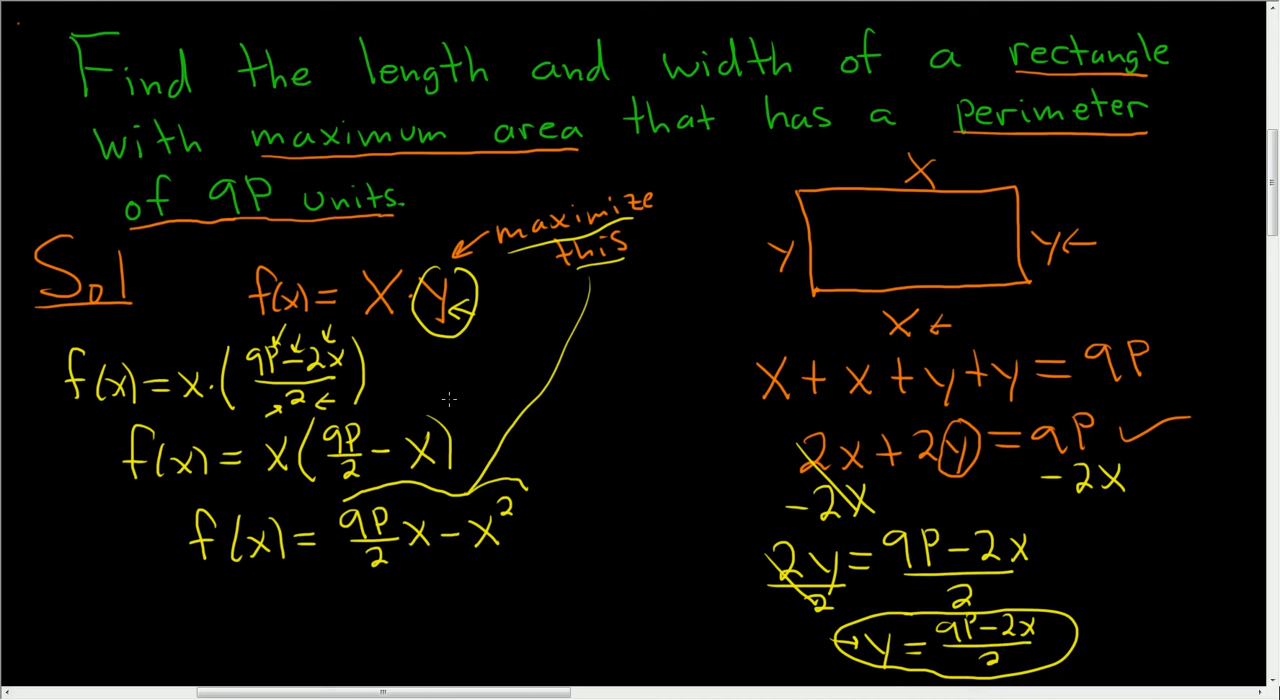 Find the length and width of a rectangle
with maximum area that has a perimeter
of 9P units.
Sol
f(x) = X · Y
maximize
this
f(x) = x · (9P - 2x / 2)
f(x) = x (9P/2 - x)
f(x) = 9P/2 x - x²
X
Y
Y
X
X + x + y + y = 9P
2x + 2y = 9P
- 2x
- 2x
2y / 2 = 9P - 2x / 2
y = 9P - 2x / 2